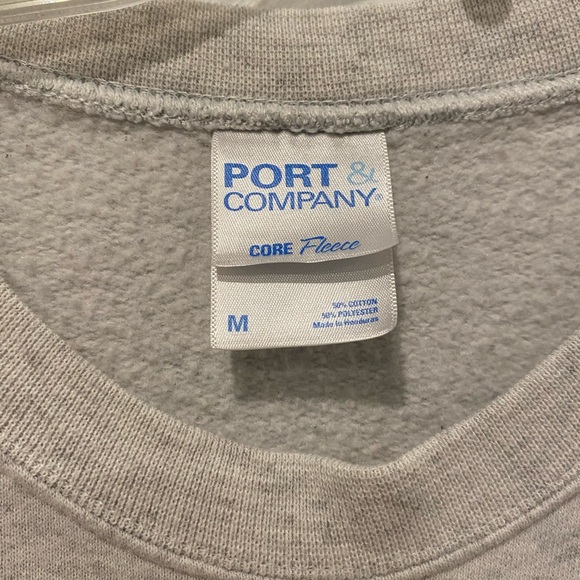 PORT &
COMPANY®
CORE Fleece
M
50% COTTON
50% POLYESTER
Made in Honduras